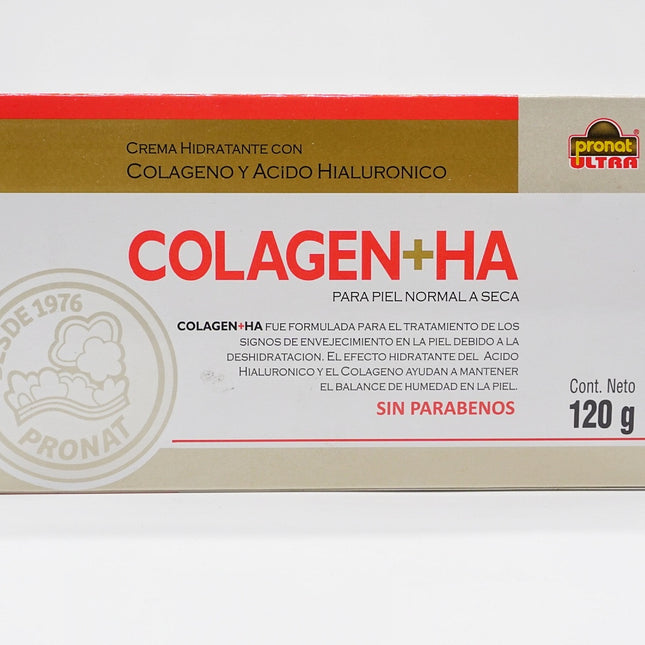 CREMA HIDRATANTE CON
COLAGENO Y ACiDO HIALURONICO
pronat®
ULTRA
COLAGEN+HA
PARA PIEL NORMAL A SECA
COLAGEN+HA FUE FORMULADA PARA EL TRATAMIENTO DE LOS
SIGNOS DE ENVEJECIMIENTO EN LA PIEL DEBIDO A LA
DESHIDRATACION. EL EFECTO HIDRATANTE DEL ACIDO
HIALURONICO Y EL COLAGENO AYUDAN A MANTENER
EL BALANCE DE HUMEDAD EN LA PIEL.
SIN PARABENOS
Cont. Neto
120 g
DESDE 1976
PRONAT